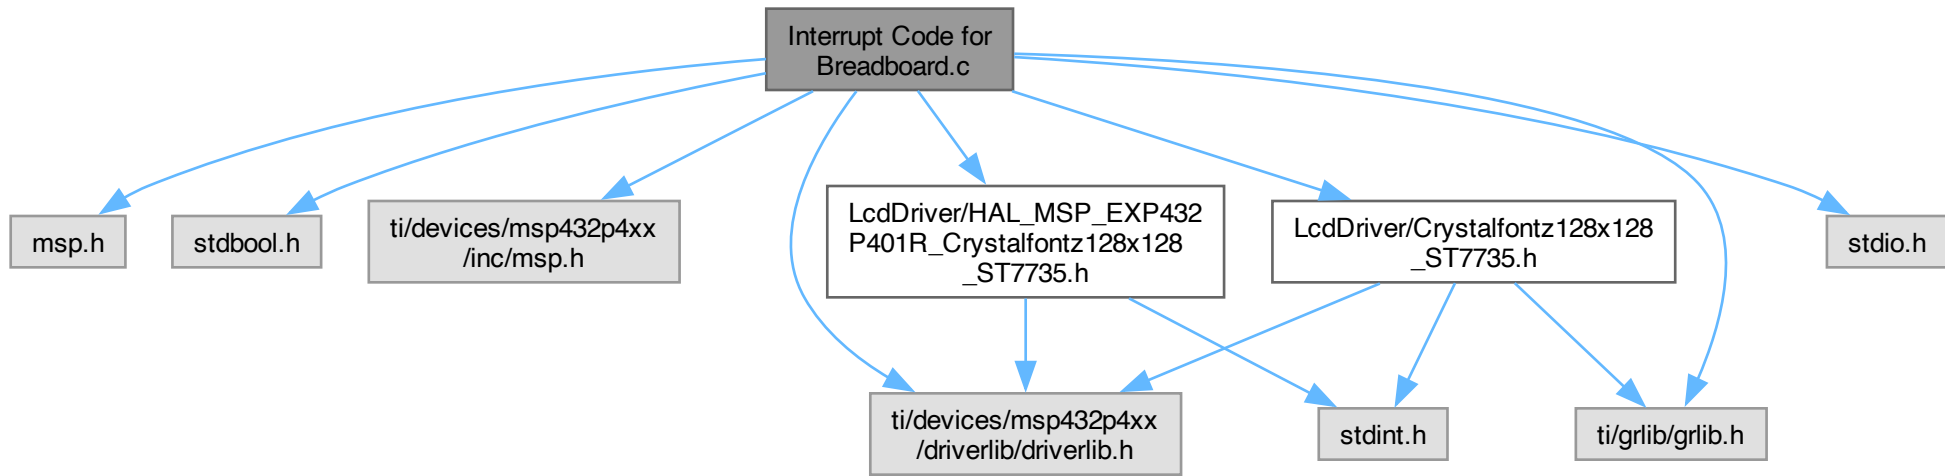 Interrupt Code for
Breadboard.c
msp.h
stdbool.h
ti/devices/msp432p4xx
/inc/msp.h
LcdDriver/HAL_MSP_EXP432
P401R_Crystalfontz128x128
_ST7735.h
LcdDriver/Crystalfontz128x128
_ST7735.h
stdio.h
ti/devices/msp432p4xx
/driverlib/driverlib.h
stdint.h
ti/grlib/grlib.h